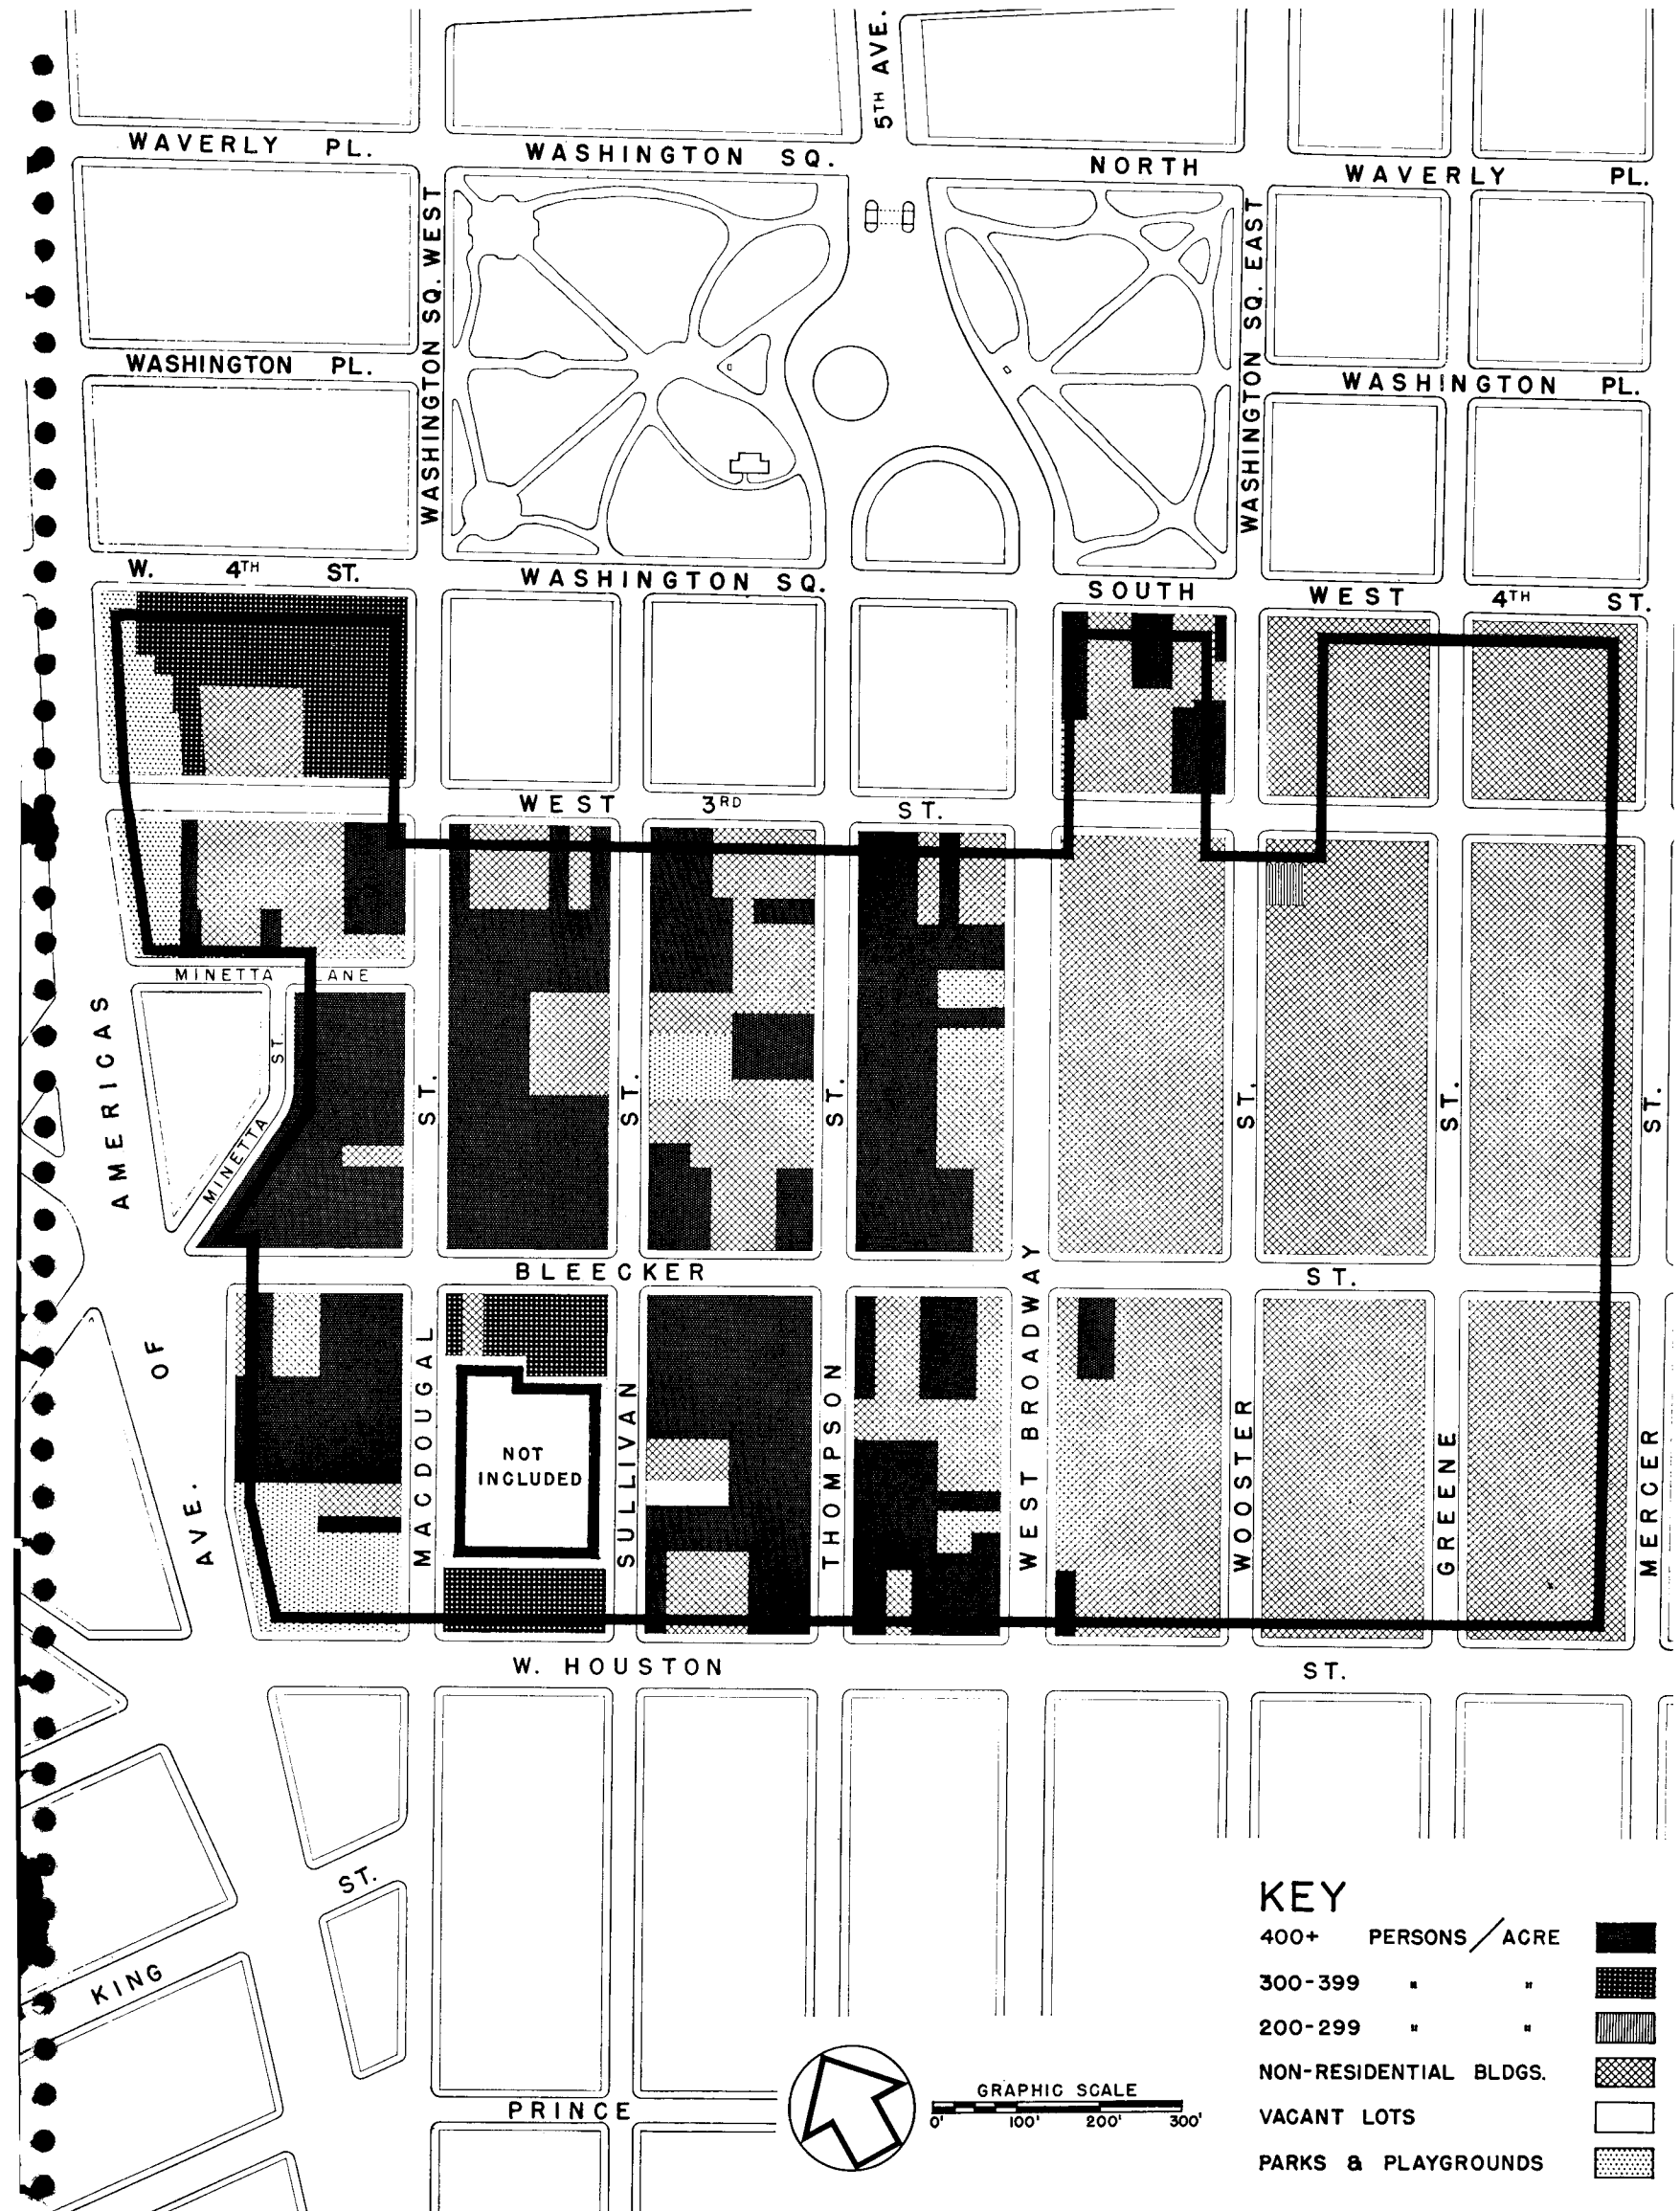 5TH AVE.
WAVERLY PL.
WASHINGTON SQ. NORTH
WAVERLY PL.
WASHINGTON SQ. WEST
WASHINGTON SQ. EAST
WASHINGTON PL.
WASHINGTON PL.
W. 4TH ST.
WASHINGTON SQ. SOUTH
WEST 4TH ST.
WEST 3RD ST.
MINETTA LANE
MINETTA ST.
AVE. OF AMERICAS
ST.
ST.
ST.
ST.
ST.
ST.
BLEECKER ST.
MACDOUGAL
SULLIVAN
THOMPSON
WEST BROADWAY
WOOSTER
GREENE
MERCER
NOT
INCLUDED
W. HOUSTON ST.
KING ST.
PRINCE
GRAPHIC SCALE
0' 100' 200' 300'
KEY
400+ PERSONS / ACRE
300-399 " "
200-299 " "
NON-RESIDENTIAL BLDGS.
VACANT LOTS
PARKS & PLAYGROUNDS